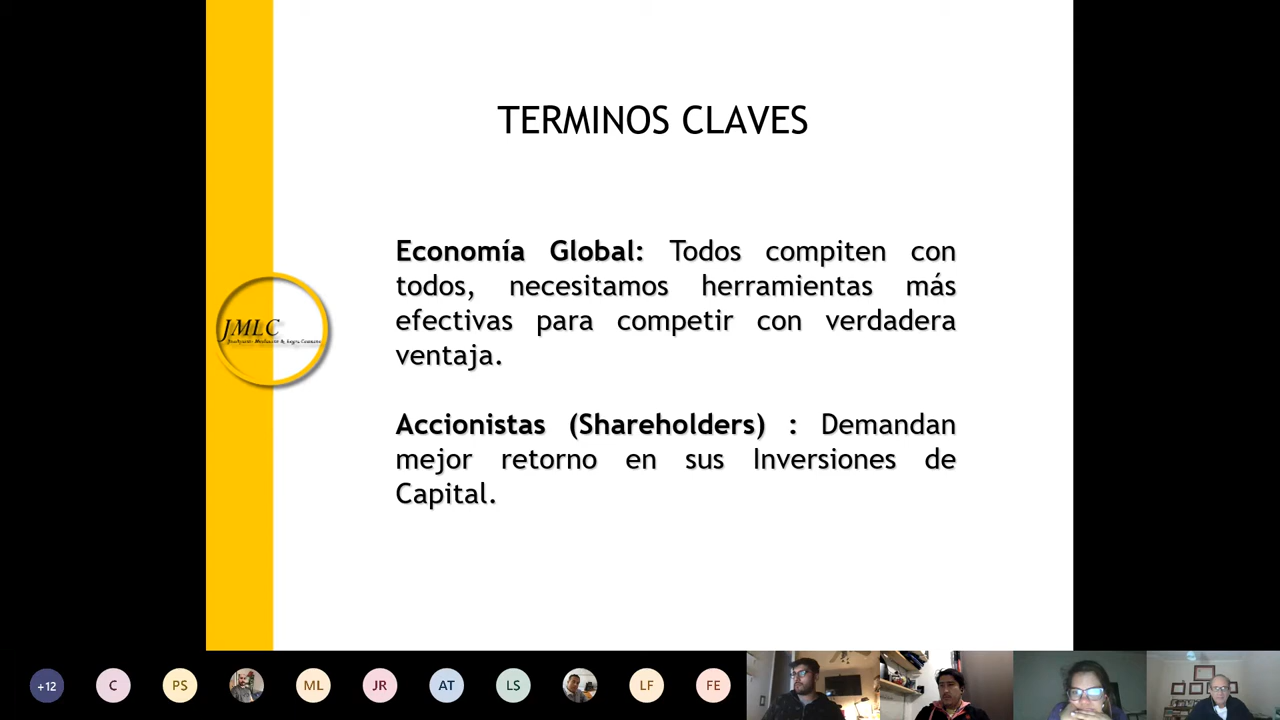 TERMINOS CLAVES
Economía Global: Todos compiten con
todos, necesitamos herramientas más
efectivas para competir con verdadera
ventaja.
JMLC
Accionistas (Shareholders) : Demandan
mejor retorno en sus Inversiones de
Capital.
+12 C PS ML JR AT LS LF FE